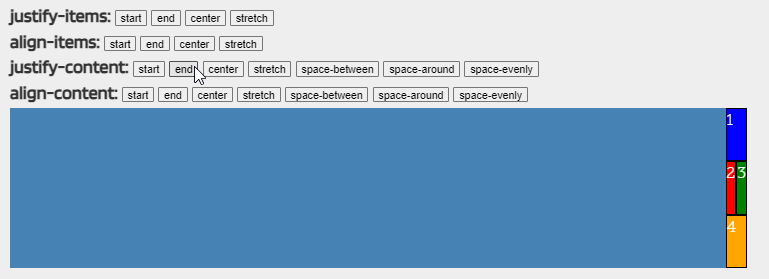 justify-items: start end center stretch
align-items: start end center stretch
justify-content: start end center stretch space-between space-around space-evenly
align-content: start end center stretch space-between space-around space-evenly
1
2 3
4